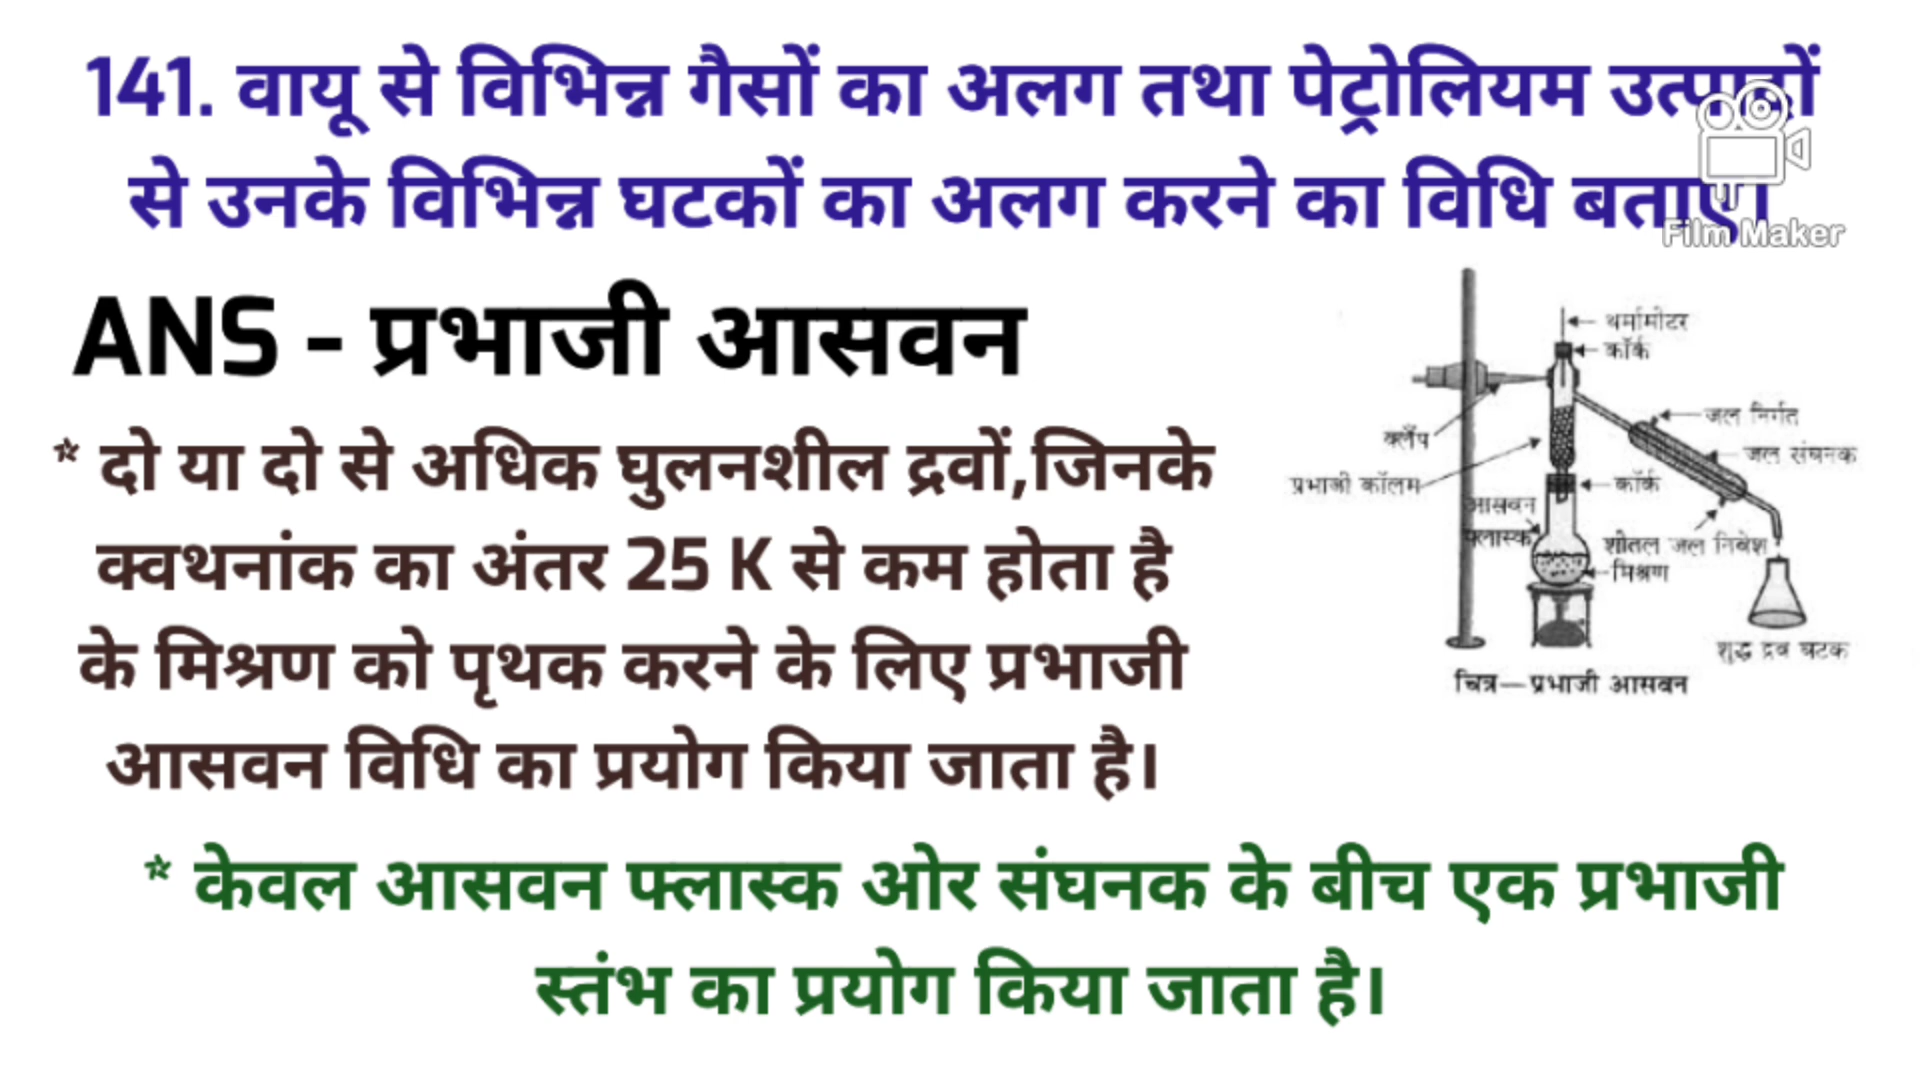 141. वायू से विभिन्न गैसों का अलग तथा पेट्रोलियम उत्पादों
से उनके विभिन्न घटकों का अलग करने का विधि बताए।
Film Maker
ANS - प्रभाजी आसवन
* दो या दो से अधिक घुलनशील द्रवों,जिनके
क्वथनांक का अंतर 25 K से कम होता है
के मिश्रण को पृथक करने के लिए प्रभाजी
आसवन विधि का प्रयोग किया जाता है।
थर्मामीटर
कॉर्क
जल निर्गत
क्लैंप
जल संघनक
प्रभाजी कॉलम
कॉर्क
आसवन
फ्लास्क
शीतल जल निवेश
मिश्रण
शुद्ध द्रव घटक
चित्र—प्रभाजी आसवन
* केवल आसवन फ्लास्क ओर संघनक के बीच एक प्रभाजी
स्तंभ का प्रयोग किया जाता है।